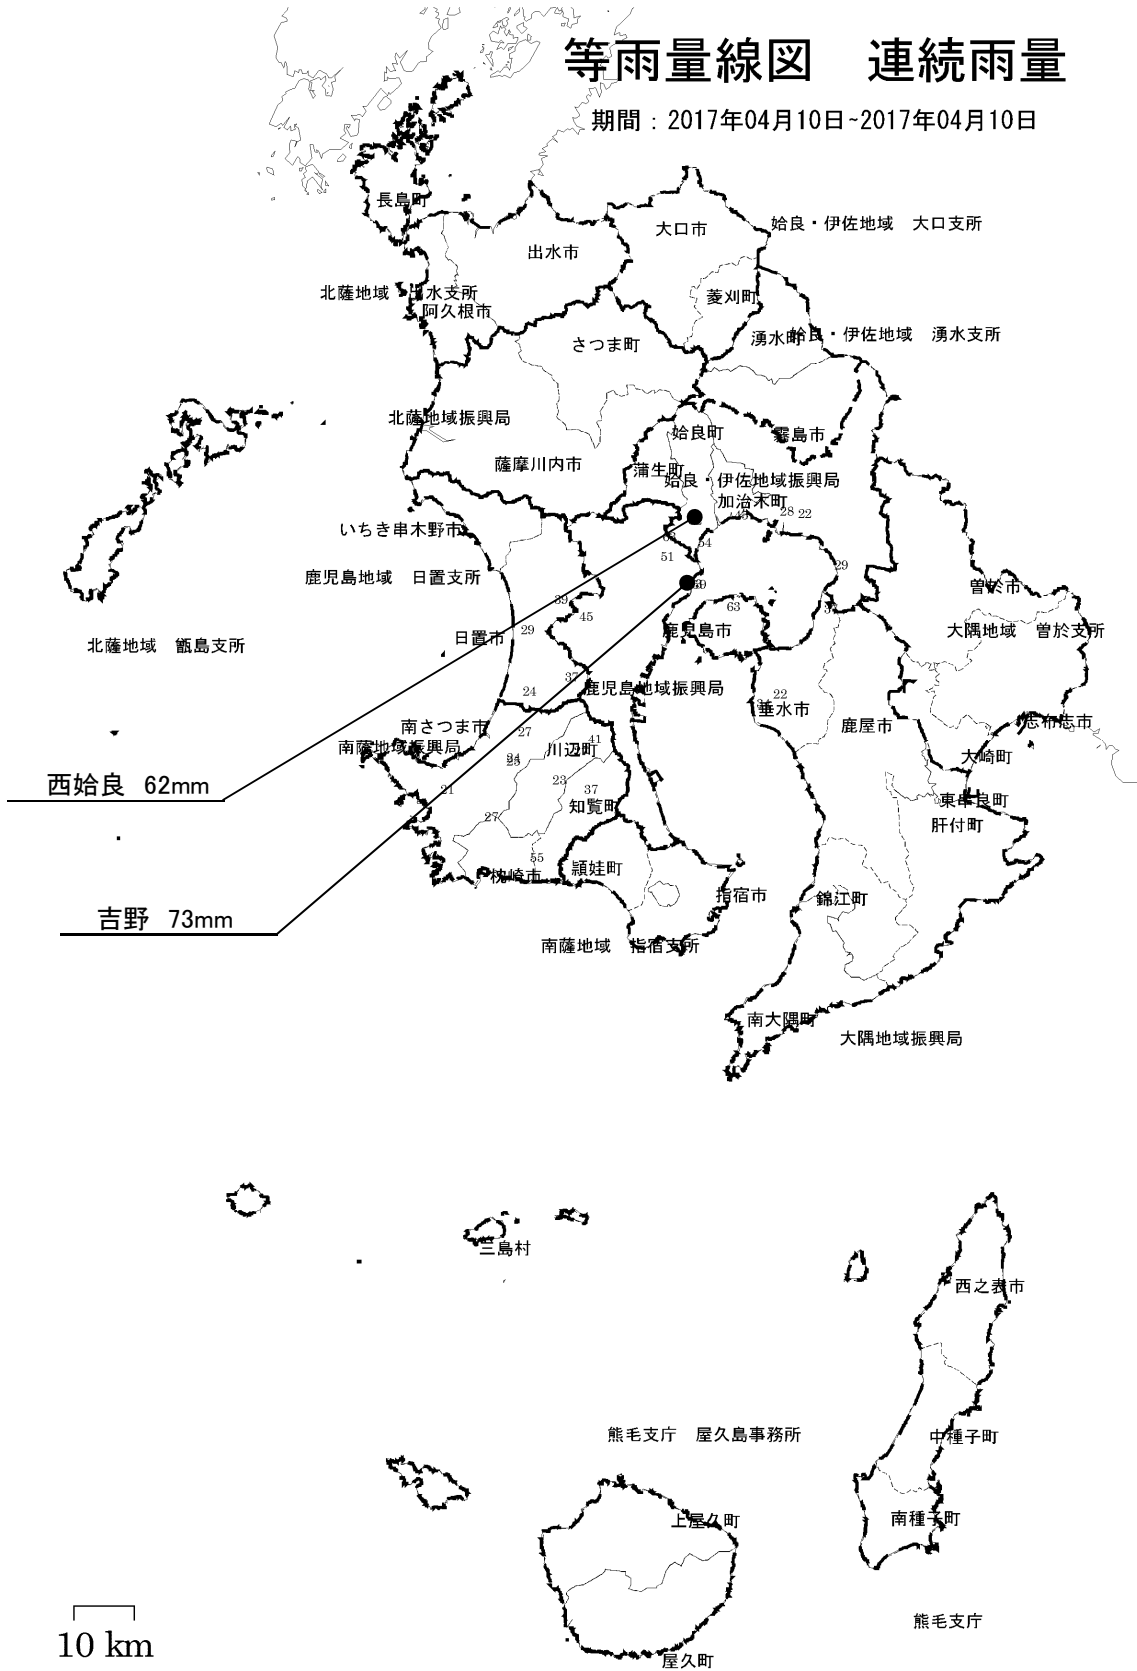 等雨量線図　連続雨量
期間：2017年04月10日~2017年04月10日
長島町
大口市
姶良・伊佐地域　大口支所
出水市
北薩地域　出水支所
菱刈町
阿久根市
湧水町
姶良・伊佐地域　湧水支所
さつま町
北薩地域振興局
姶良町
霧島市
薩摩川内市
蒲生町
姶良・伊佐地域振興局
加治木町
28
22
いちき串木野市
54
51
29
鹿児島地域　日置支所
曽於市
39
63
45
29
日置市
鹿児島市
大隅地域　曽於支所
北薩地域　甑島支所
37
鹿児島地域振興局
24
22
垂水市
志布志市
南さつま市
鹿屋市
27
41
南薩地域振興局
川辺町
大崎町
西姶良　62mm
23
21
37
東串良町
知覧町
27
肝付町
55
枕崎市
頴娃町
指宿市
錦江町
吉野　73mm
南薩地域　指宿支所
南大隅町
大隅地域振興局
三島村
西之表市
熊毛支庁　屋久島事務所
中種子町
上屋久町
南種子町
熊毛支庁
10 km
屋久町